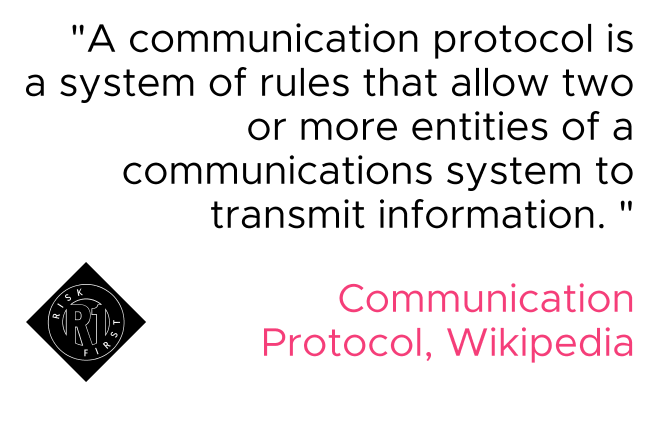 "A communication protocol is
a system of rules that allow two
or more entities of a
communications system to
transmit information. "
Communication
Protocol, Wikipedia
RISK
R1
FIRST